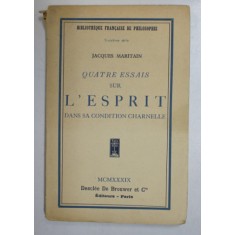 BIBLIOTHÈQUE FRANÇAISE DE PHILOSOPHIE
JACQUES MARITAIN
QUATRE ESSAIS
SUR
L'ESPRIT
DANS SA CONDITION CHARNELLE
MCMXXXIX
Desclée De Brouwer et Cie
Éditeurs - Paris